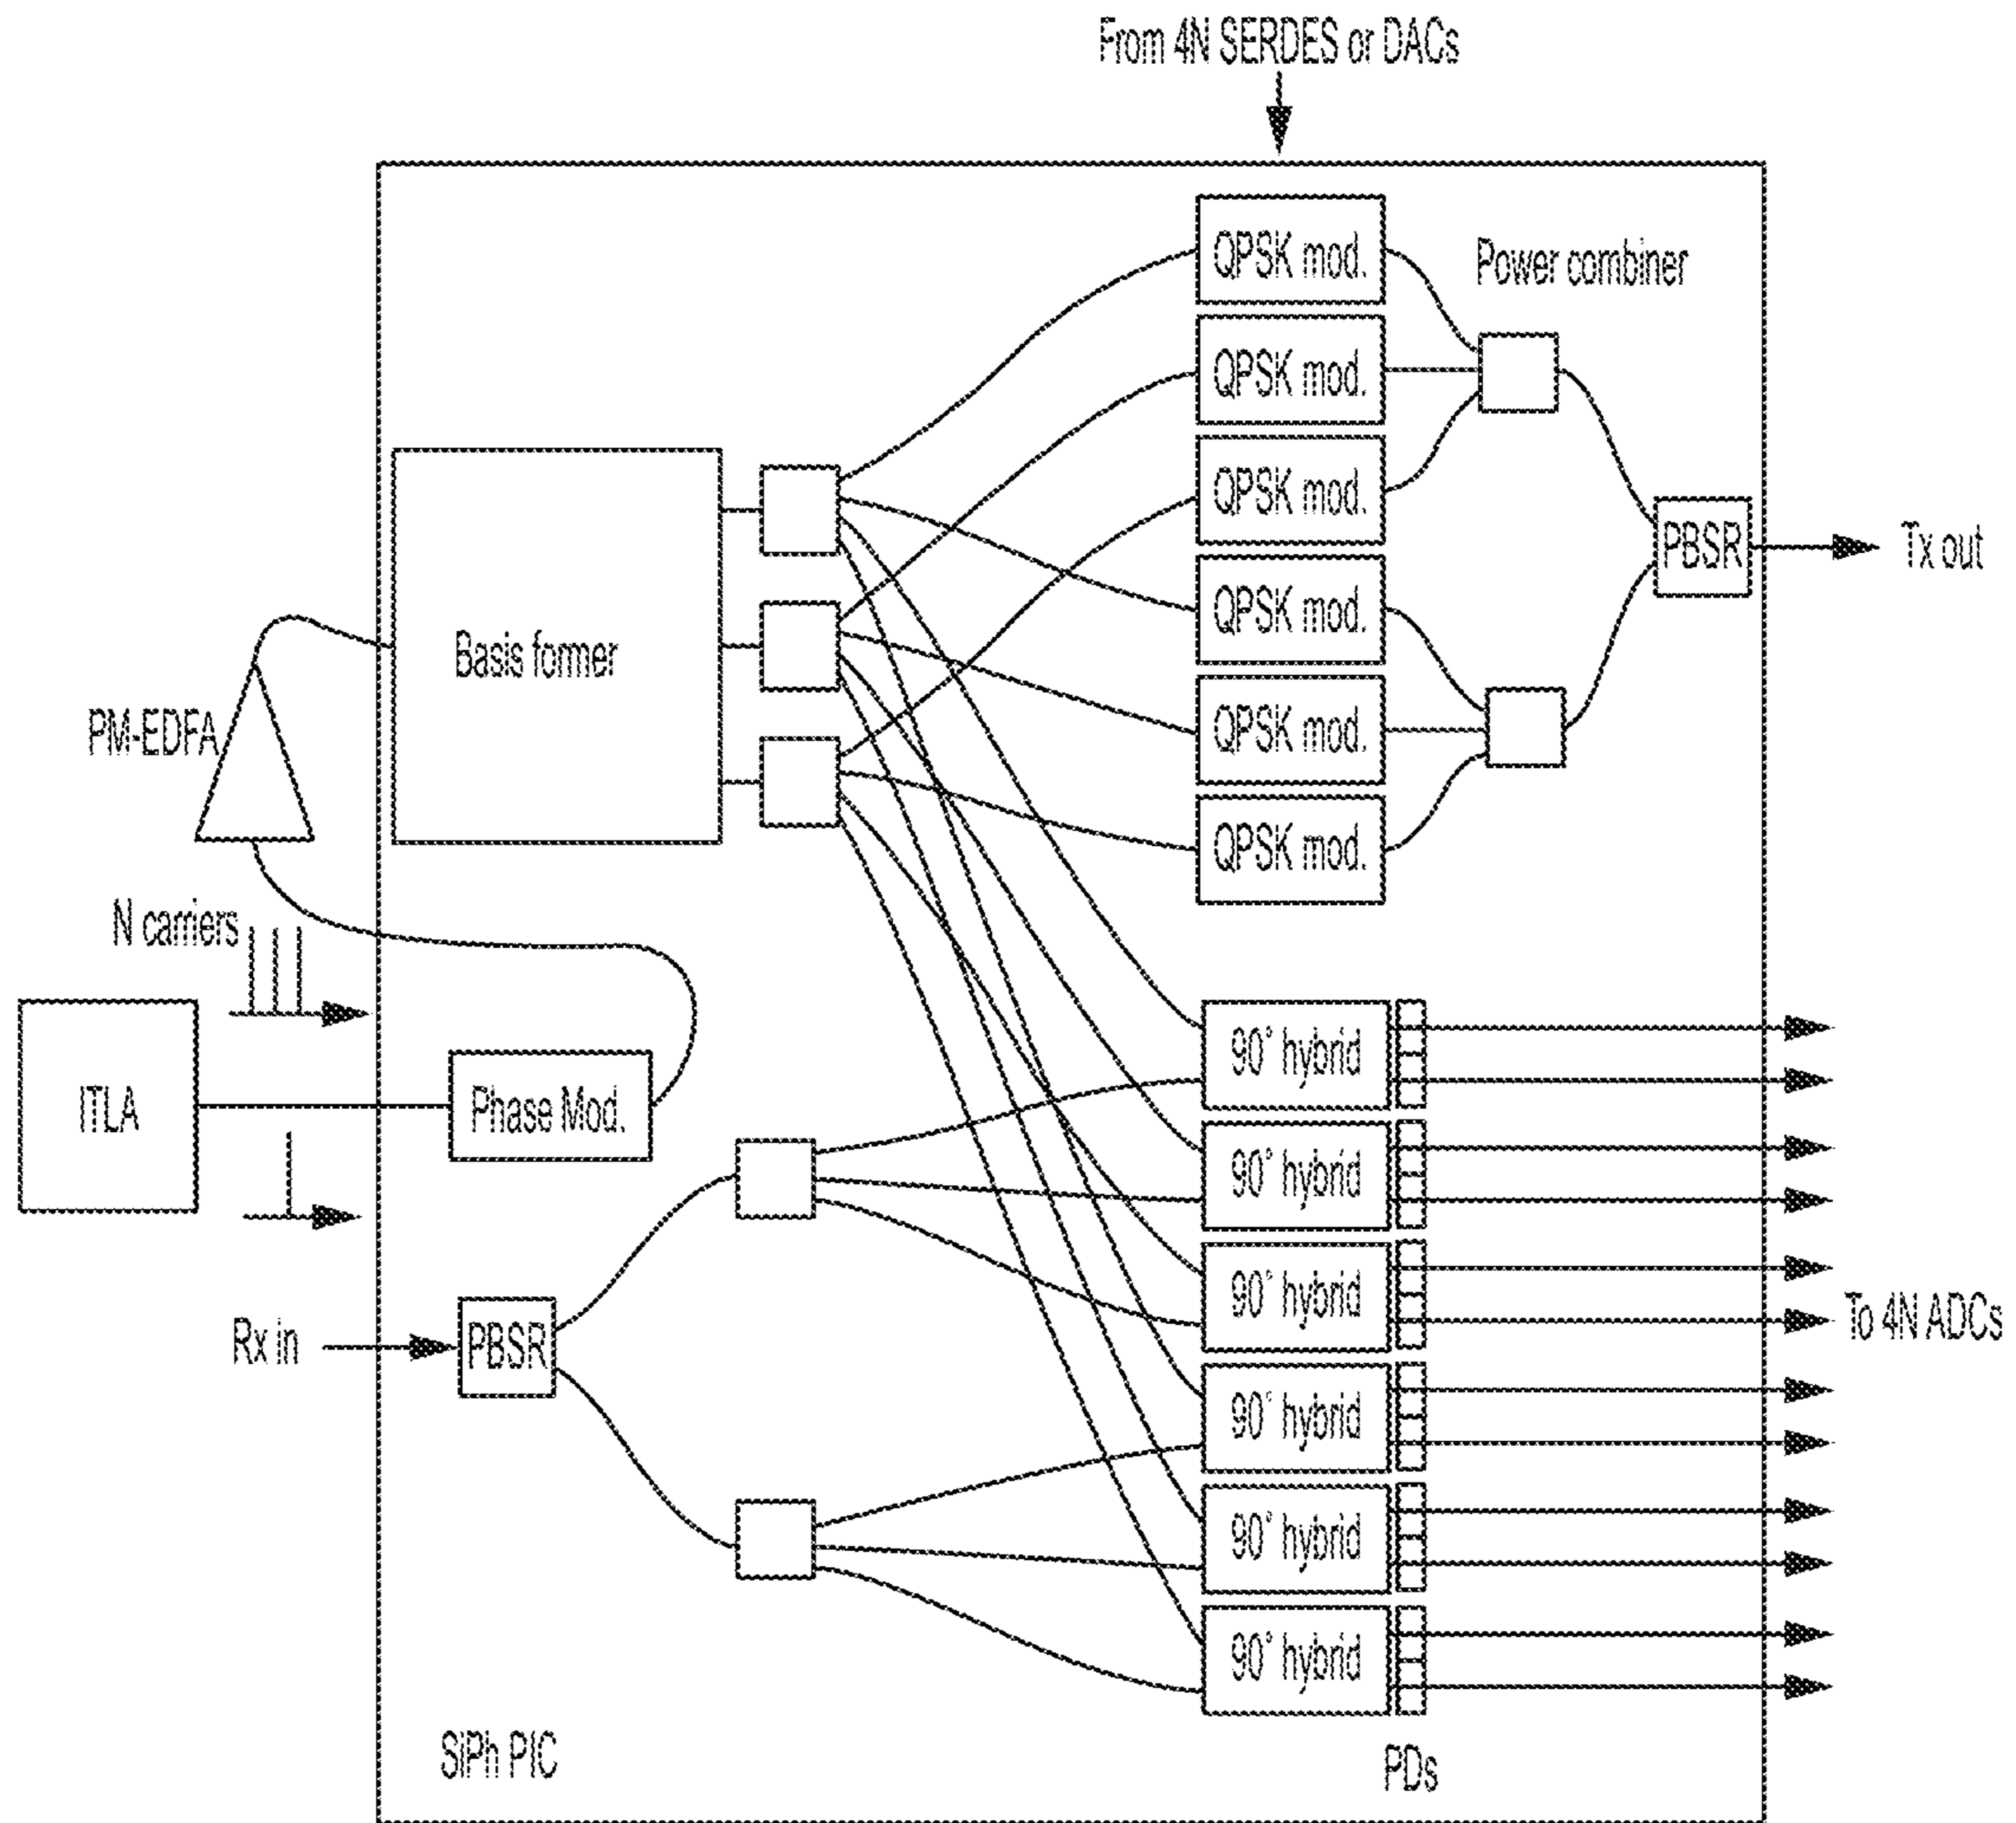 From 4N SERDES or DACs
QPSK mod.
Power combiner
QPSK mod.
QPSK mod.
PBSR
Tx out
QPSK mod.
Basis former
PM-EDFA
QPSK mod.
QPSK mod.
N carriers
90° hybrid
ITLA
Phase Mod.
90° hybrid
90° hybrid
To 4N ADCs
Rx in
PBSR
90° hybrid
90° hybrid
90° hybrid
SiPh PIC
PDs